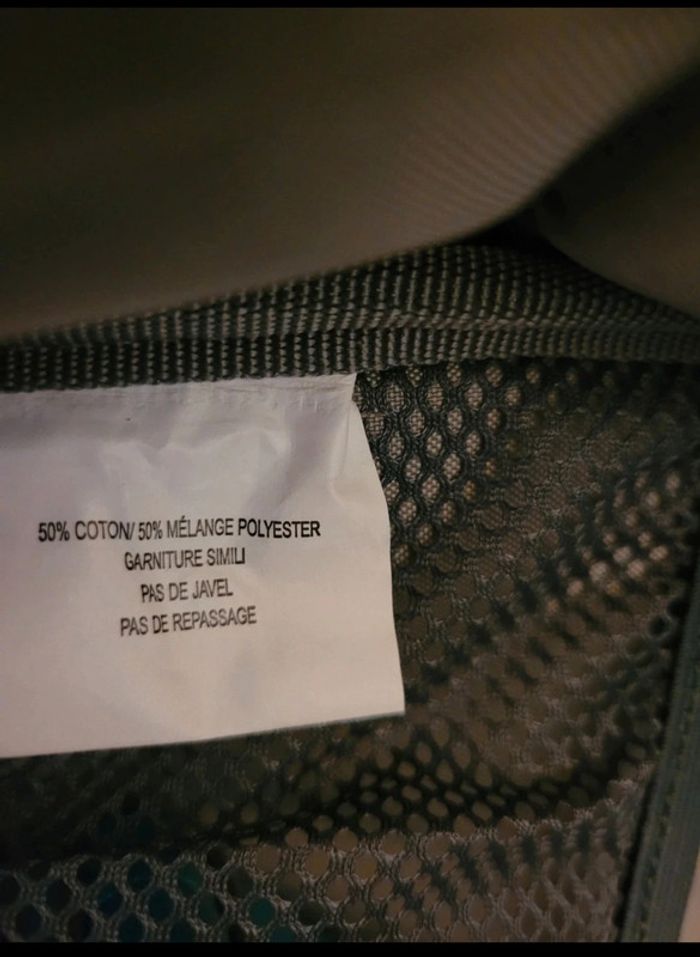 50% COTON/ 50% MÉLANGE POLYESTER
GARNITURE SIMILI
PAS DE JAVEL
PAS DE REPASSAGE